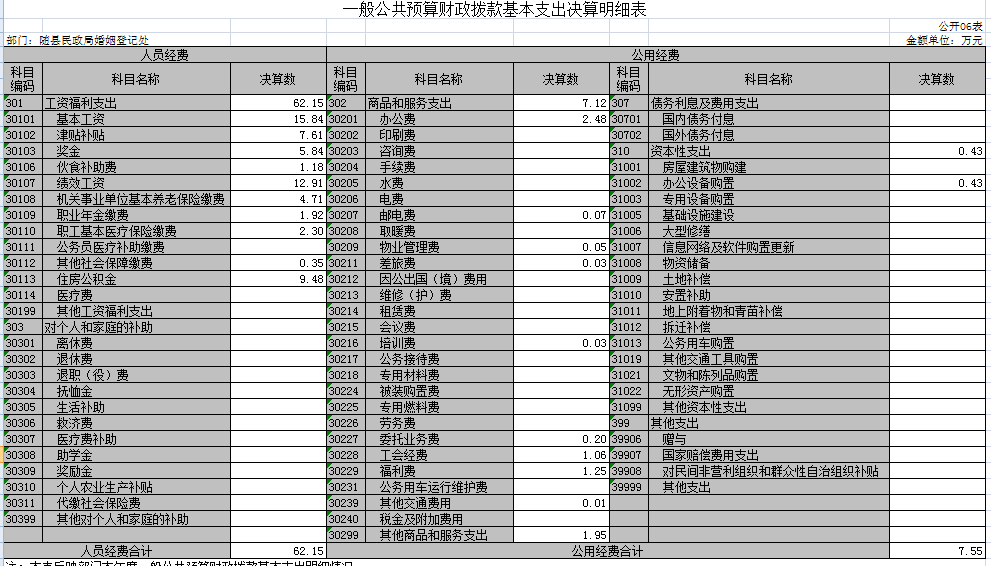 一般公共预算财政拨款基本支出决算明细表
公开06表
部门：随县民政局婚姻登记处 金额单位：万元
人员经费 公用经费
科目编码 科目名称 决算数 科目编码 科目名称 决算数 科目编码 科目名称 决算数
301 工资福利支出 62.15 302 商品和服务支出 7.12 307 债务利息及费用支出
30101 基本工资 15.84 30201 办公费 2.48 30701 国内债务付息
30102 津贴补贴 7.61 30202 印刷费 30702 国外债务付息
30103 奖金 5.84 30203 咨询费 310 资本性支出 0.43
30106 伙食补助费 1.18 30204 手续费 31001 房屋建筑物购建
30107 绩效工资 12.91 30205 水费 31002 办公设备购置 0.43
30108 机关事业单位基本养老保险缴费 4.71 30206 电费 31003 专用设备购置
30109 职业年金缴费 1.92 30207 邮电费 0.07 31005 基础设施建设
30110 职工基本医疗保险缴费 2.30 30208 取暖费 31006 大型修缮
30111 公务员医疗补助缴费 30209 物业管理费 0.05 31007 信息网络及软件购置更新
30112 其他社会保障缴费 0.35 30211 差旅费 0.03 31008 物资储备
30113 住房公积金 9.48 30212 因公出国（境）费用 31009 土地补偿
30114 医疗费 30213 维修（护）费 31010 安置补助
30199 其他工资福利支出 30214 租赁费 31011 地上附着物和青苗补偿
303 对个人和家庭的补助 30215 会议费 31012 拆迁补偿
30301 离休费 30216 培训费 0.03 31013 公务用车购置
30302 退休费 30217 公务接待费 31019 其他交通工具购置
30303 退职（役）费 30218 专用材料费 31021 文物和陈列品购置
30304 抚恤金 30224 被装购置费 31022 无形资产购置
30305 生活补助 30225 专用燃料费 31099 其他资本性支出
30306 救济费 30226 劳务费 399 其他支出
30307 医疗费补助 30227 委托业务费 0.20 39906 赠与
30308 助学金 30228 工会经费 1.06 39907 国家赔偿费用支出
30309 奖励金 30229 福利费 1.25 39908 对民间非营利组织和群众性自治组织补贴
30310 个人农业生产补贴 30231 公务用车运行维护费 39999 其他支出
30311 代缴社会保险费 30239 其他交通费用 0.01
30399 其他对个人和家庭的补助 30240 税金及附加费用
30299 其他商品和服务支出 1.95
人员经费合计 62.15 公用经费合计 7.55
注：本表反映部门本年度一般公共预算财政拨款基本支出明细情况